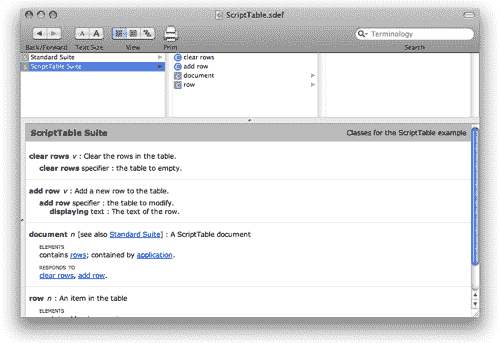 ScriptTable.sdef
A A
Terminology
Back/Forward Text Size View Print Search
Standard Suite
ScriptTable Suite
clear rows
add row
document
row
ScriptTable Suite Classes for the ScriptTable example
clear rows v : Clear the rows in the table.
clear rows specifier : the table to empty.
add row v : Add a new row to the table.
add row specifier : the table to modify.
displaying text : The text of the row.
document n [see also Standard Suite] : A ScriptTable document
ELEMENTS
contains rows; contained by application.
RESPONDS TO
clear rows, add row.
row n : An item in the table
ELEMENTS